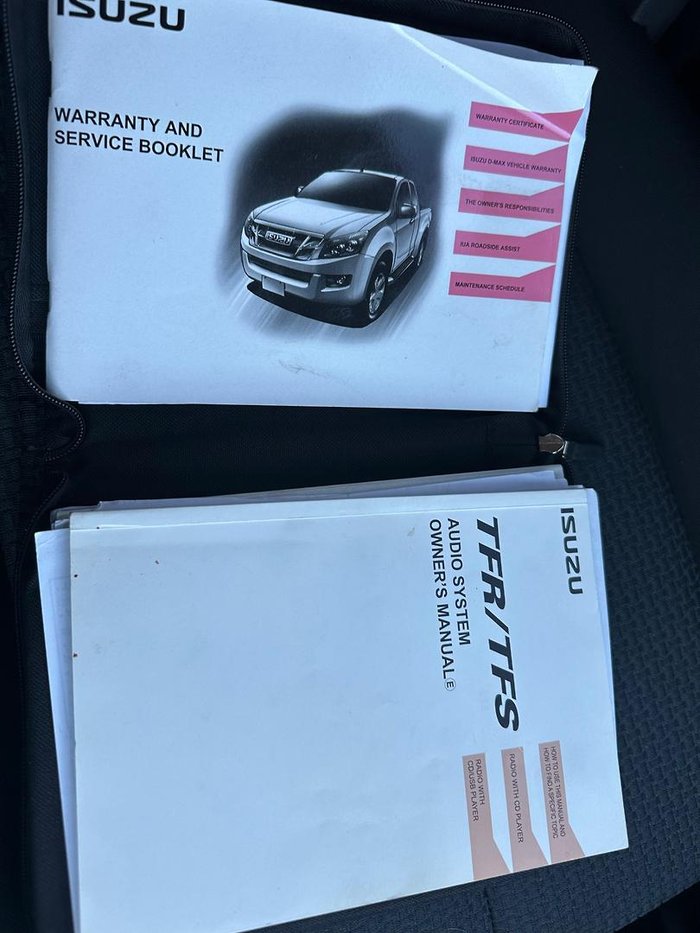 ISUZU
WARRANTY AND
SERVICE BOOKLET
WARRANTY CERTIFICATE
ISUZU D-MAX VEHICLE WARRANTY
THE OWNER'S RESPONSIBILITIES
IUA ROADSIDE ASSIST
MAINTENANCE SCHEDULE
ISUZU
ISUZU
TFR/TFS
AUDIO SYSTEM
OWNER'S MANUAL Ⓔ
HOW TO USE THIS MANUAL AND
HOW TO FIND A SPECIFIC TOPIC
RADIO WITH CD PLAYER
RADIO WITH
CD/USB PLAYER